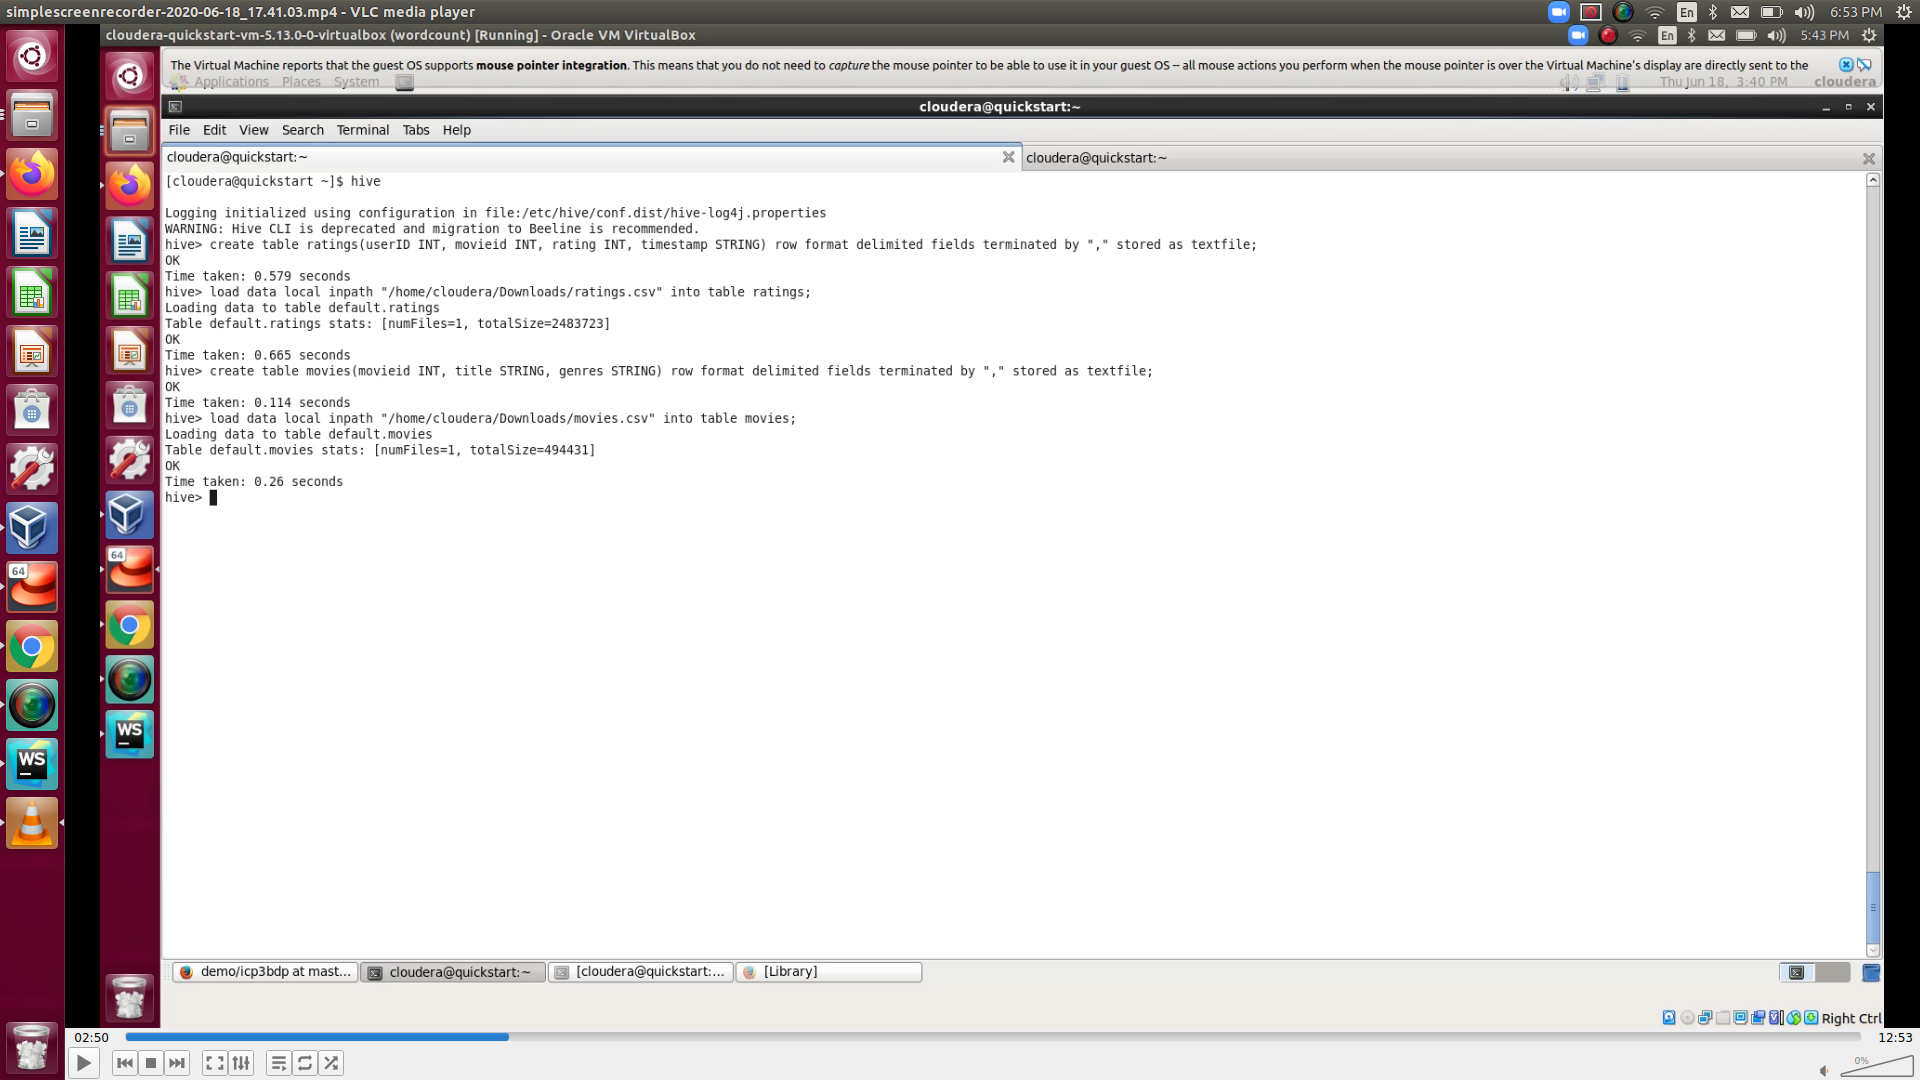 simplescreenrecorder-2020-06-18_17.41.03.mp4 - VLC media player
En
6:53 PM
cloudera-quickstart-vm-5.13.0-0-virtualbox (wordcount) [Running] - Oracle VM VirtualBox
En
5:43 PM
The Virtual Machine reports that the guest OS supports mouse pointer integration. This means that you do not need to capture the mouse pointer to be able to use it in your guest OS -- all mouse actions you perform when the mouse pointer is over the Virtual Machine's display are directly sent to the
Applications Places System
Thu Jun 18, 3:40 PM cloudera
cloudera@quickstart:~
File Edit View Search Terminal Tabs Help
cloudera@quickstart:~
cloudera@quickstart:~
[cloudera@quickstart ~]$ hive
Logging initialized using configuration in file:/etc/hive/conf.dist/hive-log4j.properties
WARNING: Hive CLI is deprecated and migration to Beeline is recommended.
hive> create table ratings(userID INT, movieid INT, rating INT, timestamp STRING) row format delimited fields terminated by "," stored as textfile;
OK
Time taken: 0.579 seconds
hive> load data local inpath "/home/cloudera/Downloads/ratings.csv" into table ratings;
Loading data to table default.ratings
Table default.ratings stats: [numFiles=1, totalSize=2483723]
OK
Time taken: 0.665 seconds
hive> create table movies(movieid INT, title STRING, genres STRING) row format delimited fields terminated by "," stored as textfile;
OK
Time taken: 0.114 seconds
hive> load data local inpath "/home/cloudera/Downloads/movies.csv" into table movies;
Loading data to table default.movies
Table default.movies stats: [numFiles=1, totalSize=494431]
OK
Time taken: 0.26 seconds
hive>
64
64
WS
WS
demo/icp3bdp at mast...
cloudera@quickstart:~
[cloudera@quickstart:...
[Library]
Right Ctrl
02:50
12:53
0%